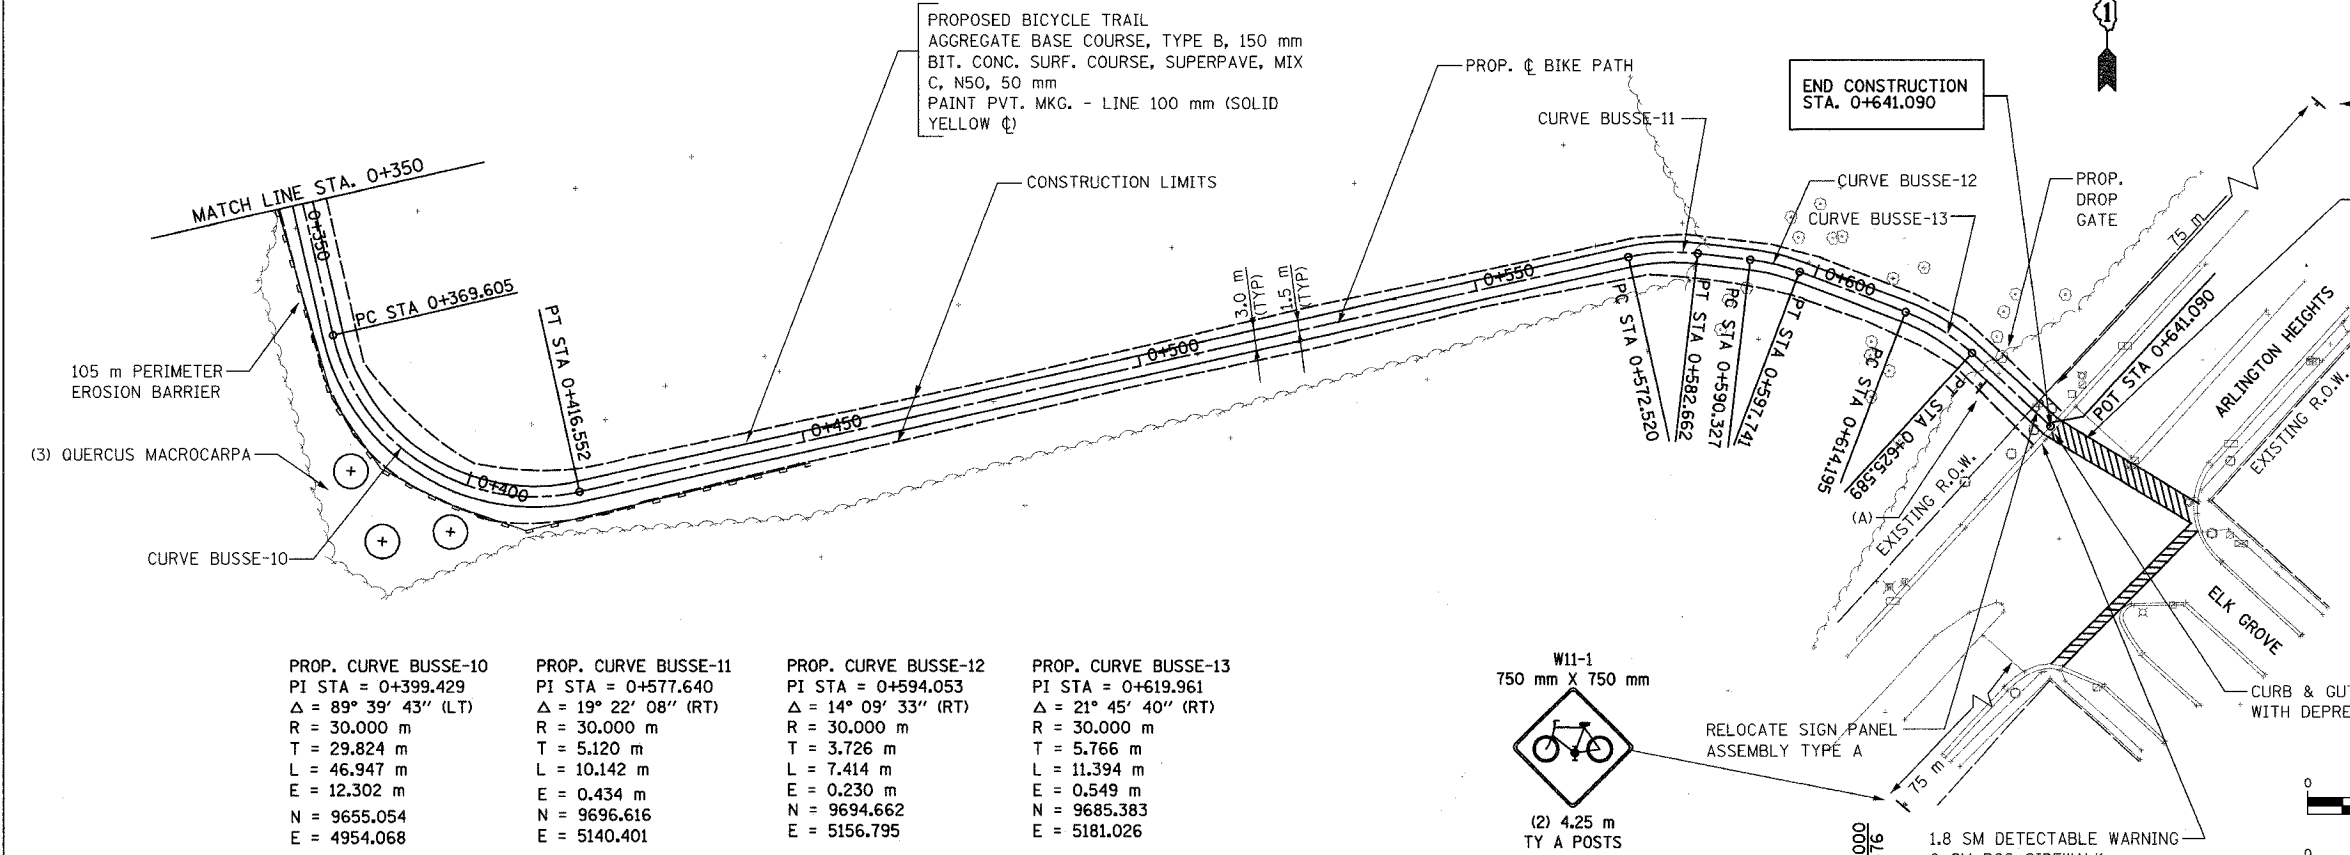 PROPOSED BICYCLE TRAIL
AGGREGATE BASE COURSE, TYPE B, 150 mm
BIT. CONC. SURF. COURSE, SUPERPAVE, MIX
C, N50, 50 mm
PAINT PVT. MKG. - LINE 100 mm (SOLID
YELLOW ℄)
1
PROP. ℄ BIKE PATH
END CONSTRUCTION
STA. 0+641.090
CURVE BUSSE-11
MATCH LINE STA. 0+350
CONSTRUCTION LIMITS
CURVE BUSSE-12
CURVE BUSSE-13
PROP.
DROP
GATE
75 m
0+350
PC STA 0+369.605
PT STA 0+416.552
3.0 m
(TYP)
1.5 m
(TYP)
0+550
0+600
0+500
0+450
0+400
105 m PERIMETER
EROSION BARRIER
(3) QUERCUS MACROCARPA
CURVE BUSSE-10
PC STA 0+572.520
PT STA 0+582.662
PC STA 0+590.327
PT STA 0+597.741
PC STA 0+614.195
PT STA 0+625.589
POT STA 0+641.090
ARLINGTON HEIGHTS
EXISTING R.O.W.
(A)
EXISTING R.O.W.
ELK GROVE
CURB & GU
WITH DEPRE
PROP. CURVE BUSSE-10
PI STA = 0+399.429
Δ = 89° 39' 43'' (LT)
R = 30.000 m
T = 29.824 m
L = 46.947 m
E = 12.302 m
N = 9655.054
E = 4954.068
PROP. CURVE BUSSE-11
PI STA = 0+577.640
Δ = 19° 22' 08'' (RT)
R = 30.000 m
T = 5.120 m
L = 10.142 m
E = 0.434 m
N = 9696.616
E = 5140.401
PROP. CURVE BUSSE-12
PI STA = 0+594.053
Δ = 14° 09' 33'' (RT)
R = 30.000 m
T = 3.726 m
L = 7.414 m
E = 0.230 m
N = 9694.662
E = 5156.795
PROP. CURVE BUSSE-13
PI STA = 0+619.961
Δ = 21° 45' 40'' (RT)
R = 30.000 m
T = 5.766 m
L = 11.394 m
E = 0.549 m
N = 9685.383
E = 5181.026
W11-1
750 mm X 750 mm
(2) 4.25 m
TY A POSTS
RELOCATE SIGN PANEL
ASSEMBLY TYPE A
75 m
000
76
1.8 SM DETECTABLE WARNING
0
0